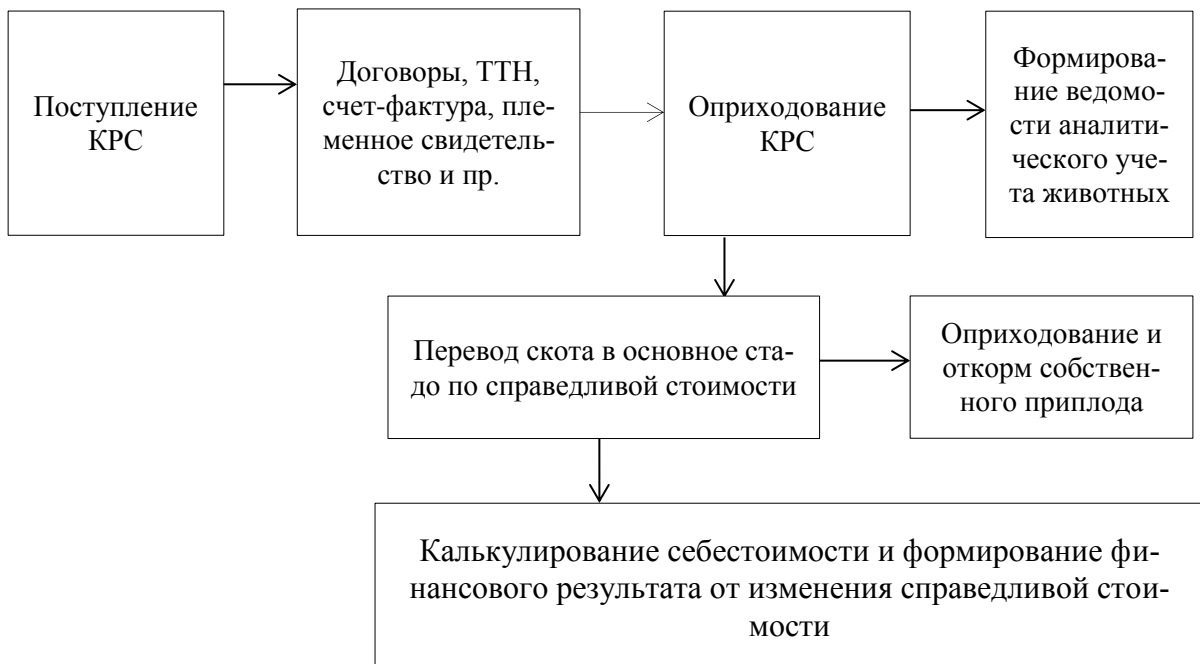 Поступление
КРС
Договоры, ТТН,
счет-фактура, пле-
менное свидетель-
ство и пр.
Оприходование
КРС
Формирова-
ние ведомо-
сти аналити-
ческого уче-
та животных
Перевод скота в основное ста-
до по справедливой стоимости
Оприходование и
откорм собствен-
ного приплода
Калькулирование себестоимости и формирование фи-
нансового результата от изменения справедливой стои-
мости